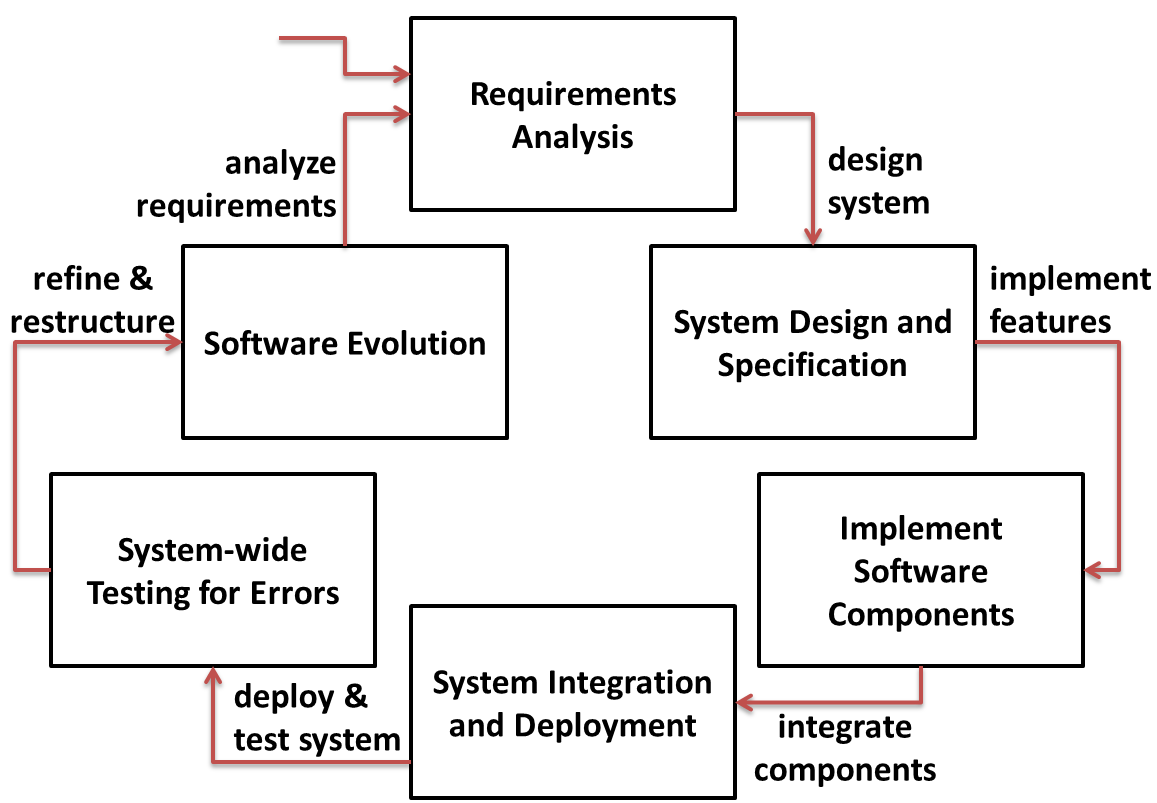 Requirements
Analysis
design
system
System Design and
Specification
implement
features
Implement
Software
Components
integrate
components
System Integration
and Deployment
deploy &
test system
System-wide
Testing for Errors
refine &
restructure
Software Evolution
analyze
requirements